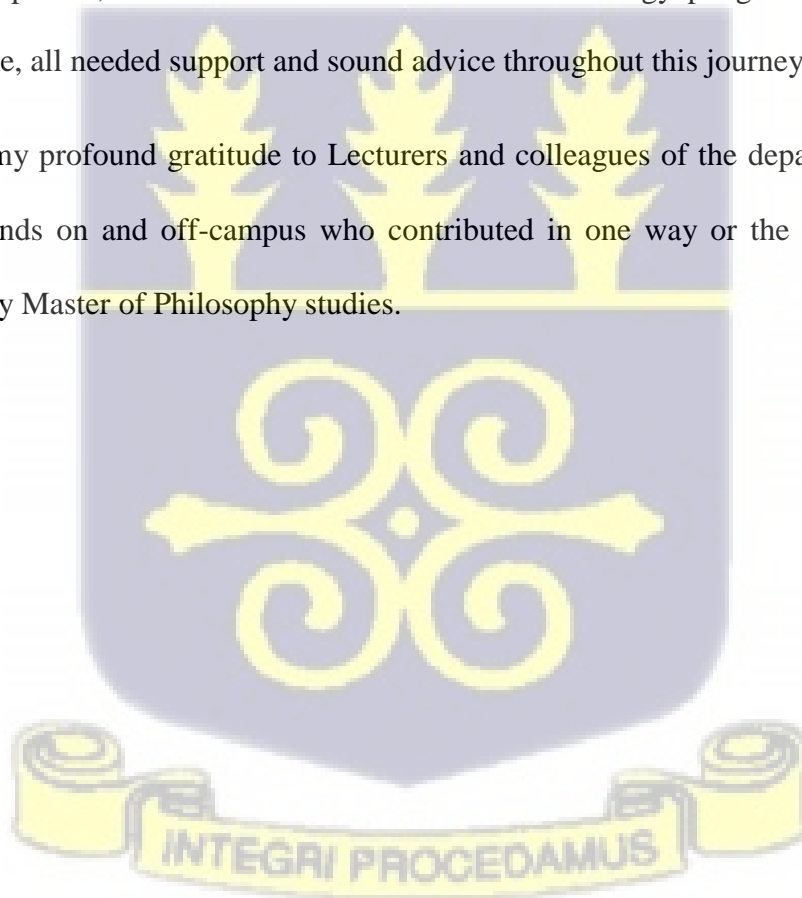 e, all needed support and sound advice throughout this journey
my profound gratitude to Lecturers and colleagues of the depa
nds on and off-campus who contributed in one way or the
y Master of Philosophy studies.
INTEGRI PROCEDAMUS